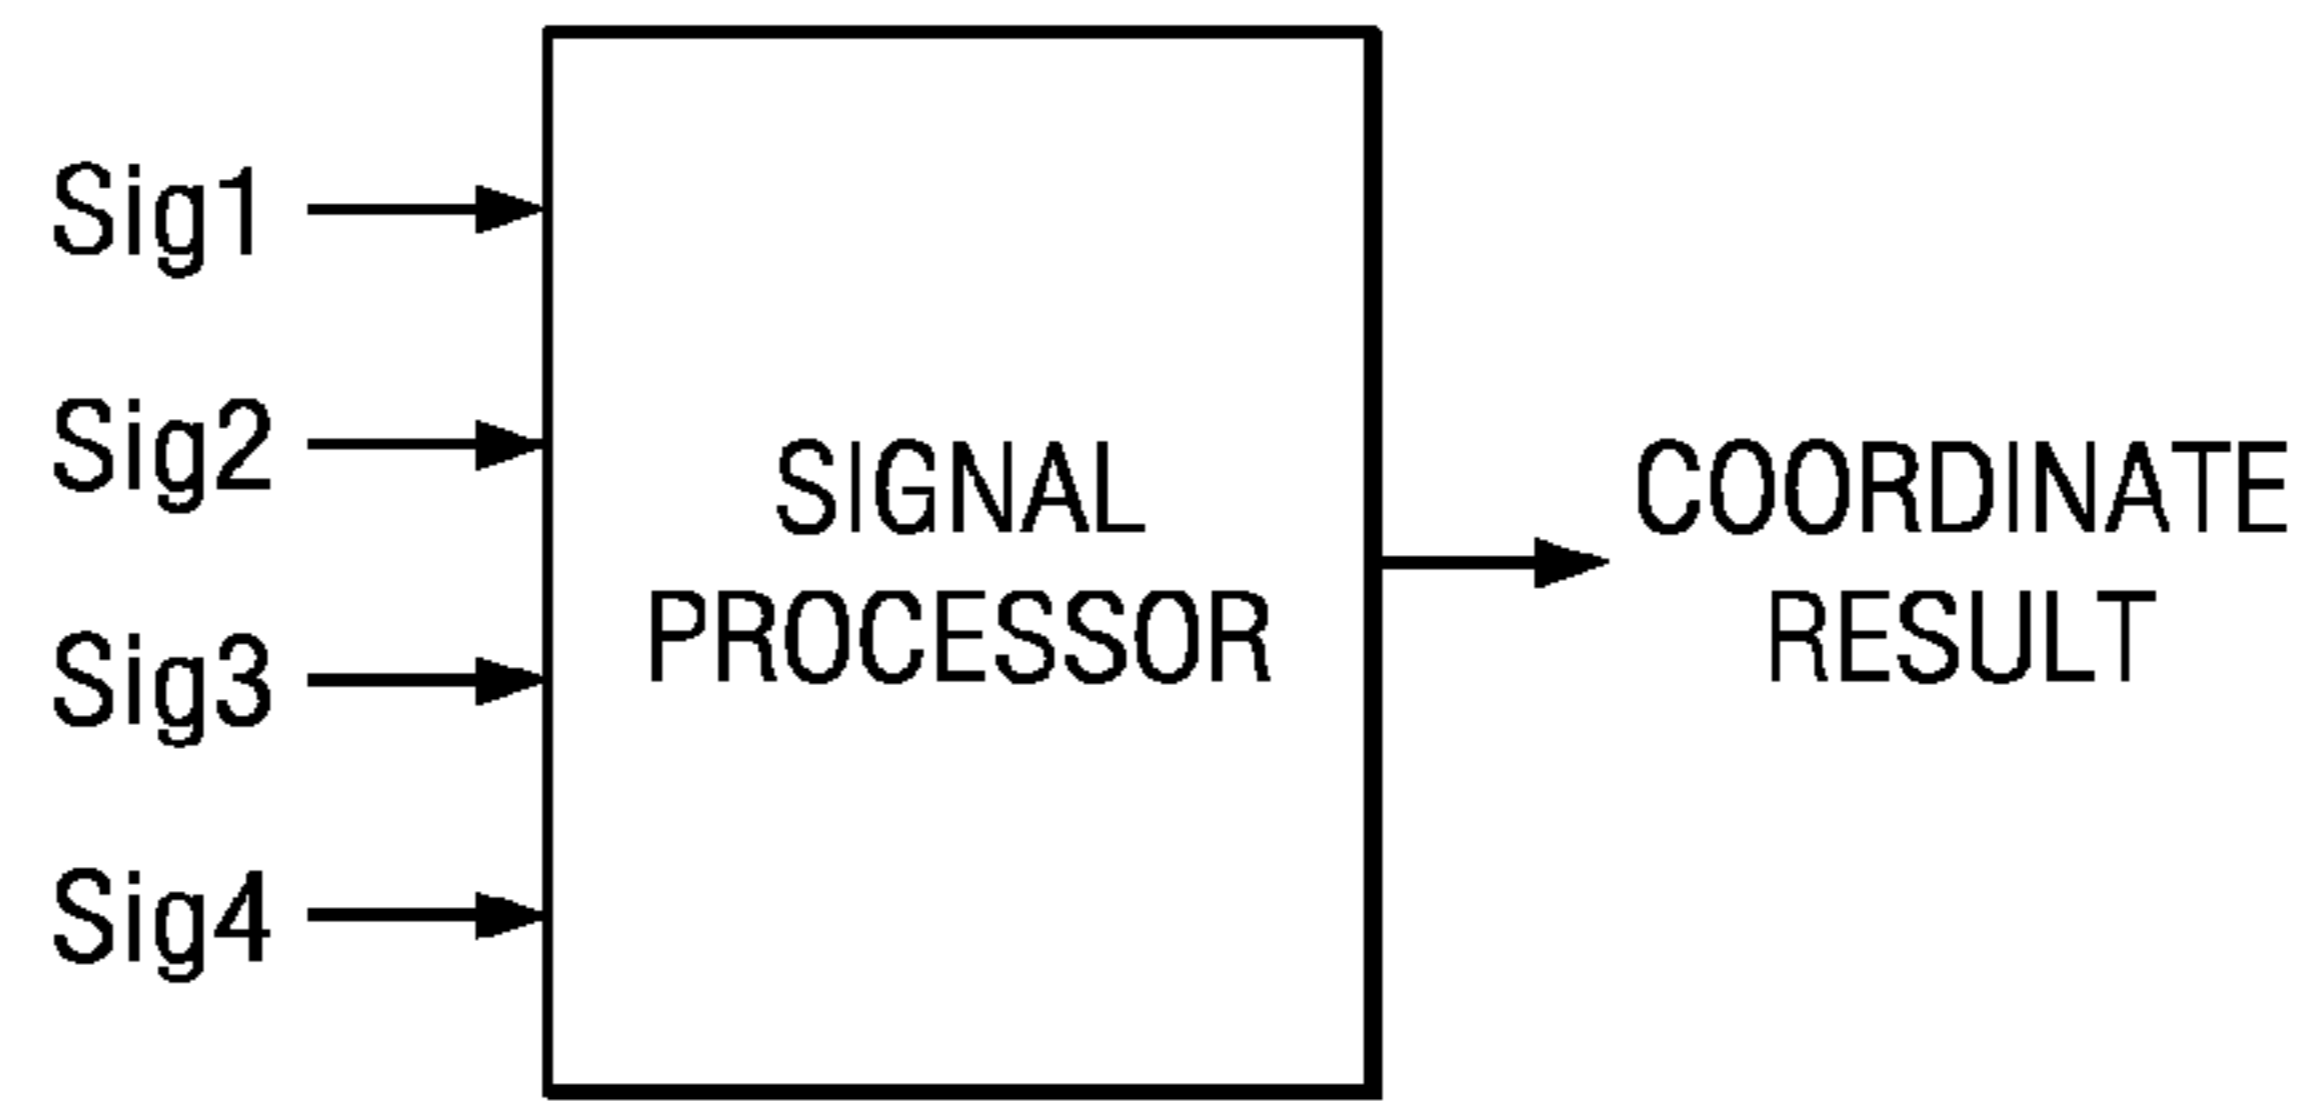 Sig1
Sig2
Sig3
Sig4
SIGNAL
PROCESSOR
COORDINATE
RESULT